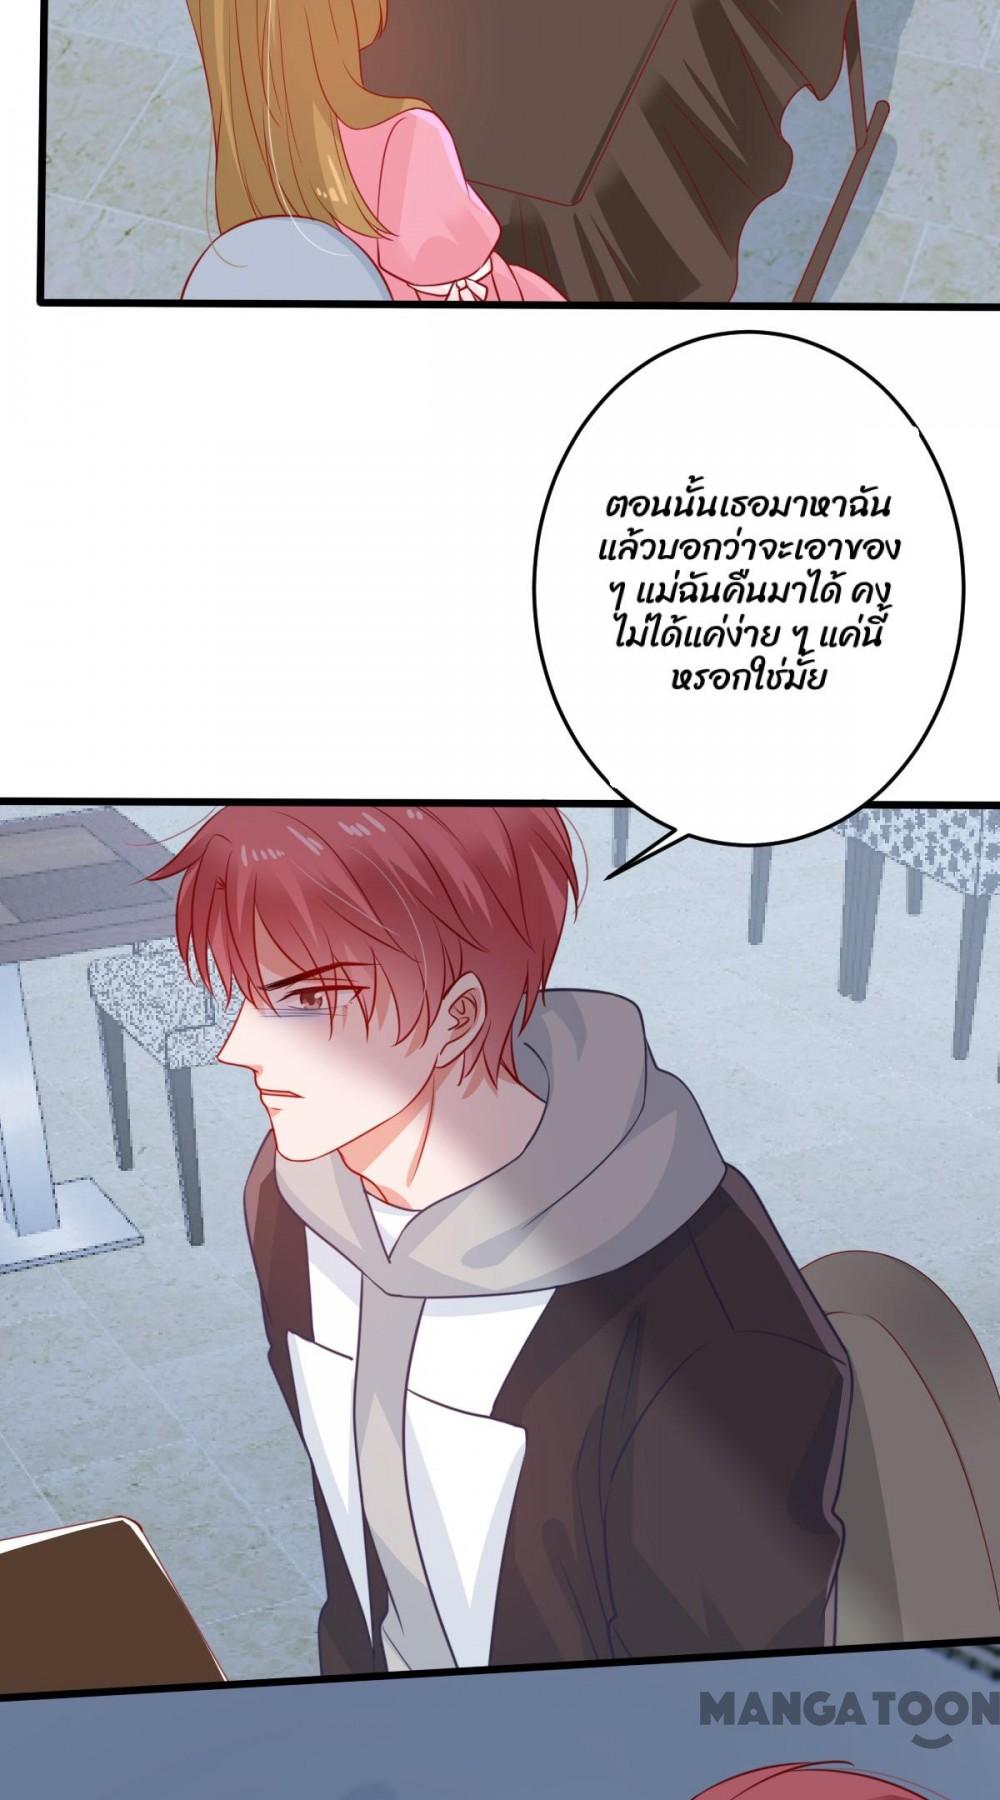 ตอนนั้นเธอมาหาฉัน
แล้วบอกว่าจะเอาของ
ๆ แม่ฉันคืนมาได้ คง
ไม่ได้แค่ง่าย ๆ แค่นี้
หรอกใช่มั้ย
MANGATOON